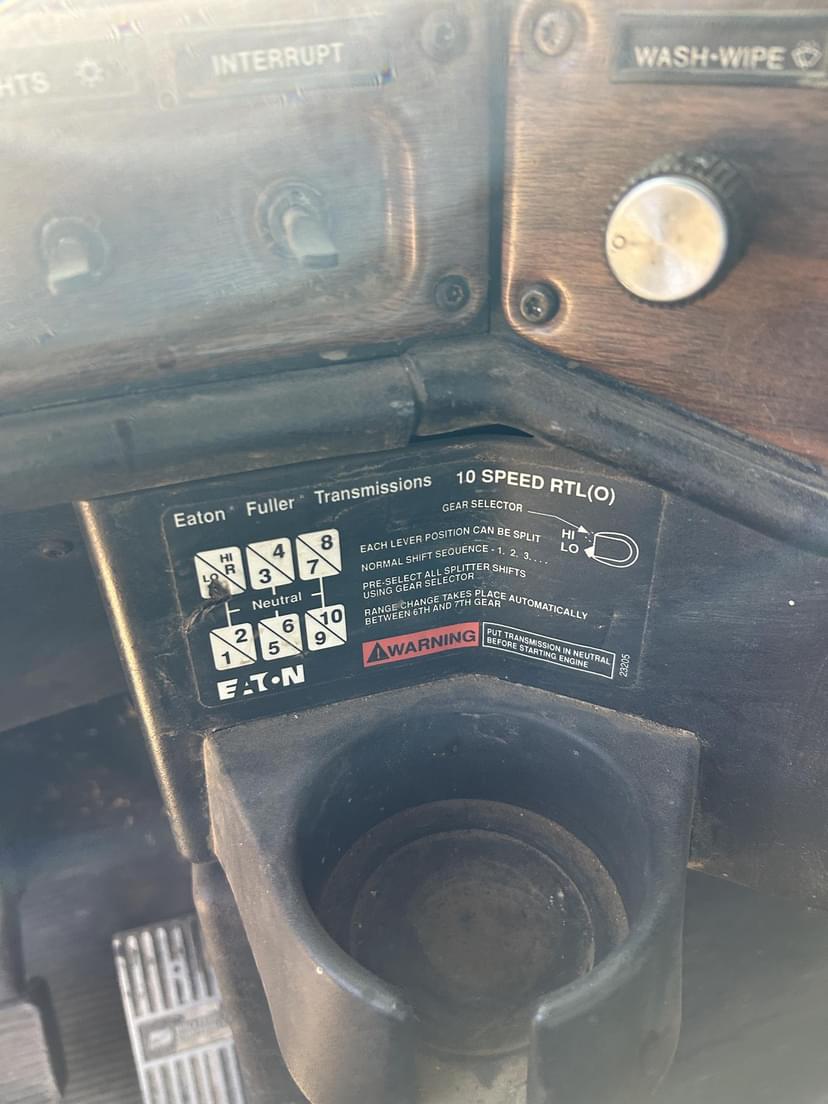 HTS
INTERRUPT
WASH-WIPE
Eaton® Fuller® Transmissions
10 SPEED RTL(O)
GEAR SELECTOR
HI
LO
EACH LEVER POSITION CAN BE SPLIT
NORMAL SHIFT SEQUENCE - 1, 2, 3, . . .
PRE-SELECT ALL SPLITTER SHIFTS
USING GEAR SELECTOR
RANGE CHANGE TAKES PLACE AUTOMATICALLY
BETWEEN 6TH AND 7TH GEAR
HI
LO R
4
3
8
7
Neutral
2
1
6
5
10
9
EATON
WARNING
PUT TRANSMISSION IN NEUTRAL
BEFORE STARTING ENGINE
23205